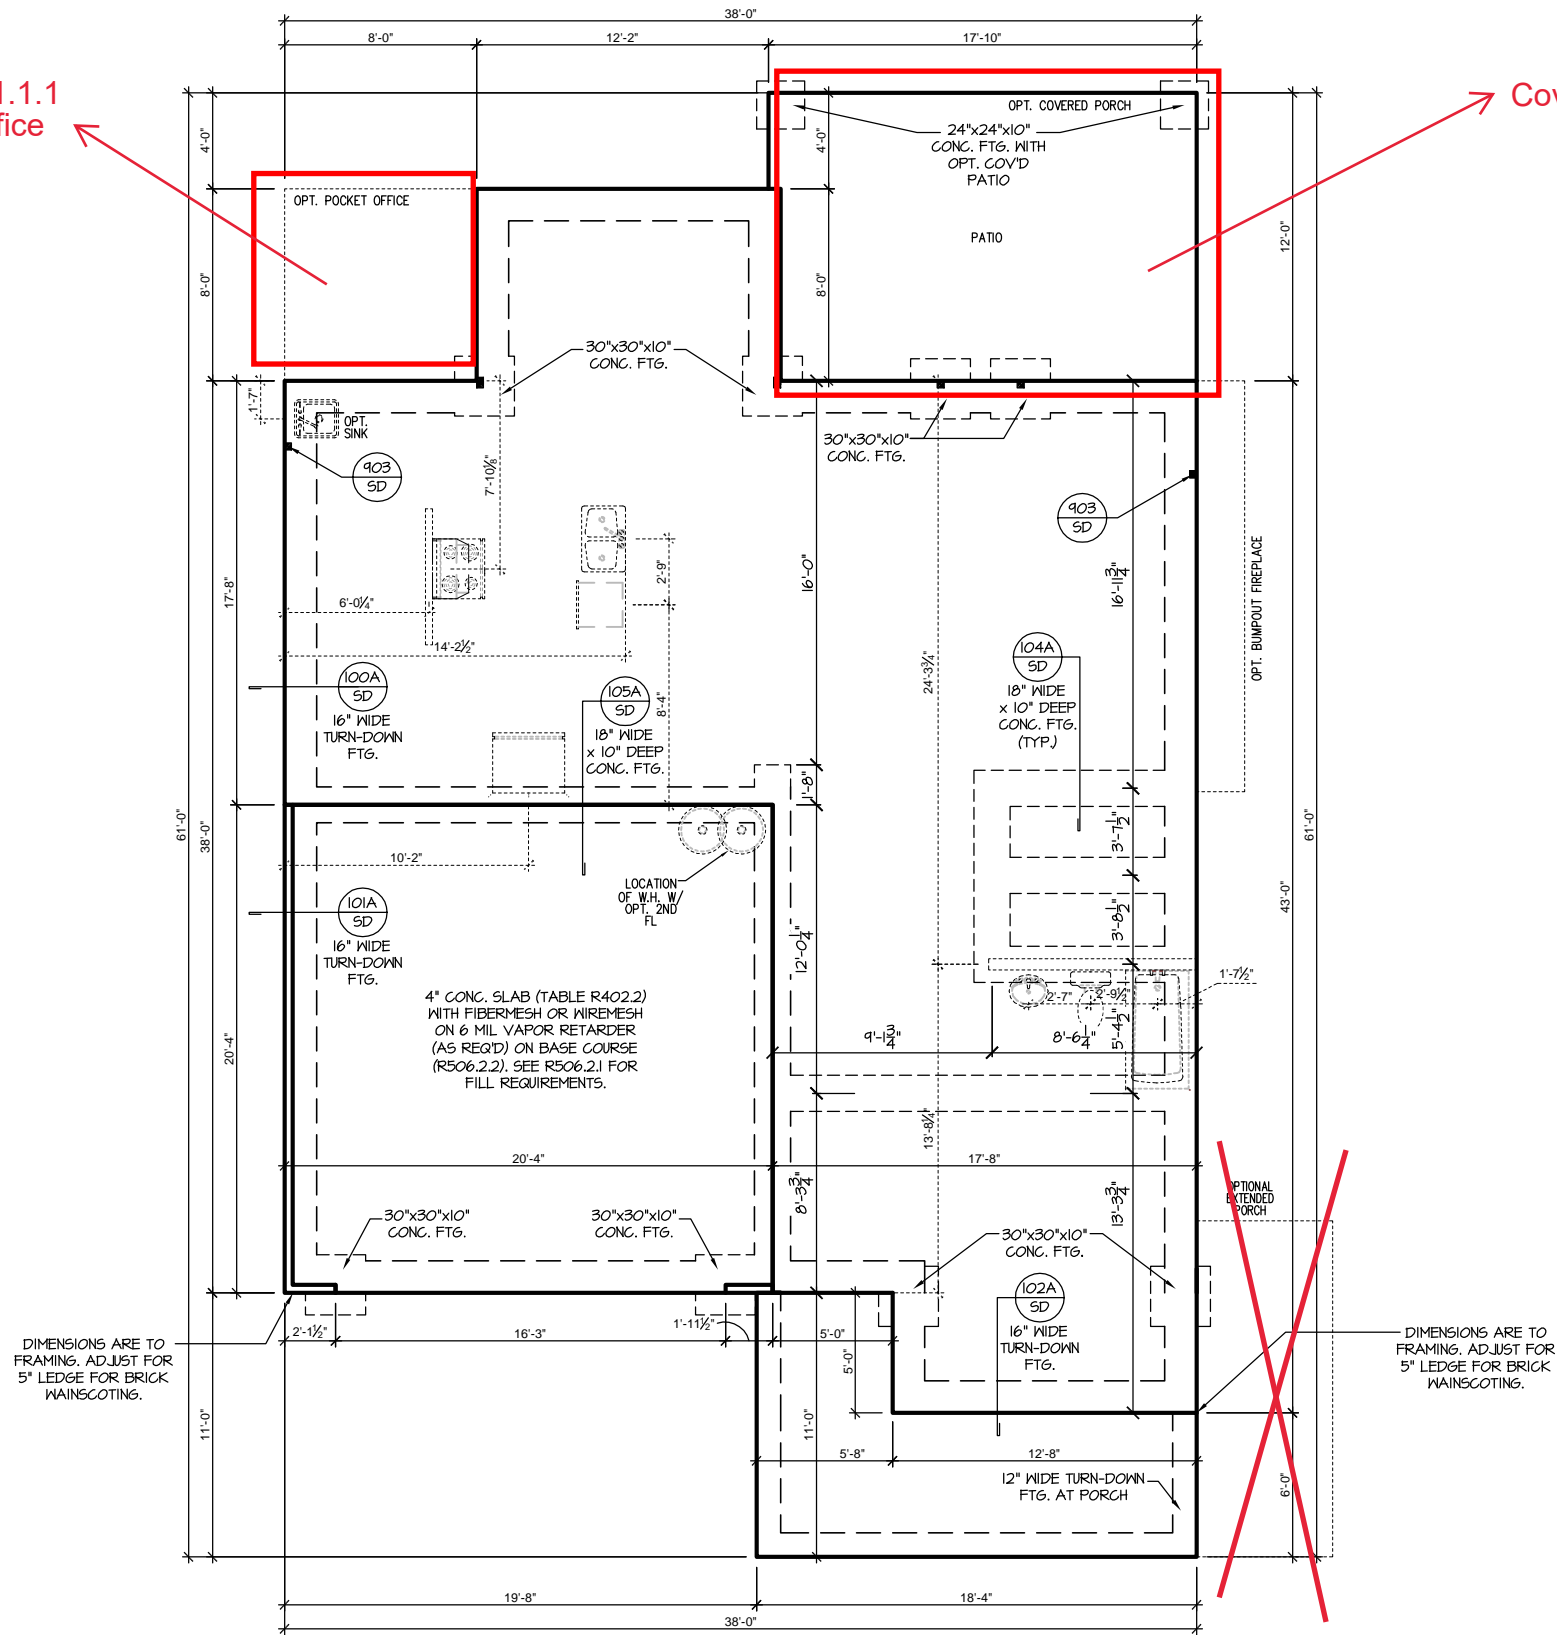 38'-0"
8'-0"
12'-2"
17'-10"
1.1.1
fice
Cov
OPT. COVERED PORCH
24"x24"x10"
CONC. FTG. WITH
OPT. COV'D
PATIO
PATIO
4'-0"
4'-0"
OPT. POCKET OFFICE
8'-0"
8'-0"
12'-0"
30"x30"x10"
CONC. FTG.
1'-7"
OPT.
SINK
903
SD
7'-10⅛"
30"x30"x10"
CONC. FTG.
903
SD
OPT. BUMPOUT FIREPLACE
17'-8"
6'-0¼"
14'-2½"
2'-9"
16'-0"
16'-11¾"
24'-3¾"
8'-4"
100A
SD
16" WIDE
TURN-DOWN
FTG.
105A
SD
18" WIDE
x 10" DEEP
CONC. FTG.
104A
SD
18" WIDE
x 10" DEEP
CONC. FTG.
(TYP.)
1'-8"
61'-0"
38'-0"
3'-7½"
61'-0"
43'-0"
10'-2"
LOCATION
OF W.H. W/
OPT. 2ND
FL
101A
SD
16" WIDE
TURN-DOWN
FTG.
3'-8½"
12'-0¼"
4" CONC. SLAB (TABLE R402.2)
WITH FIBERMESH OR WIREMESH
ON 6 MIL VAPOR RETARDER
(AS REQ'D) ON BASE COURSE
(R506.2.2). SEE R506.2.1 FOR
FILL REQUIREMENTS.
20'-4"
1'-7½"
2'-7"
2'-9½"
5'-4½"
9'-1¾"
8'-6¼"
13'-8¼"
20'-4"
17'-8"
8'-3¾"
13'-3¾"
OPTIONAL
EXTENDED
PORCH
30"x30"x10"
CONC. FTG.
30"x30"x10"
CONC. FTG.
30"x30"x10"
CONC. FTG.
102A
SD
16" WIDE
TURN-DOWN
FTG.
2'-1½"
16'-3"
1'-11½"
5'-0"
5'-0"
DIMENSIONS ARE TO
FRAMING. ADJUST FOR
5" LEDGE FOR BRICK
WAINSCOTING.
DIMENSIONS ARE TO
FRAMING. ADJUST FOR
5" LEDGE FOR BRICK
WAINSCOTING.
11'-0"
11'-0"
5'-8"
12'-8"
12" WIDE TURN-DOWN
FTG. AT PORCH
6'-0"
19'-8"
18'-4"
38'-0"